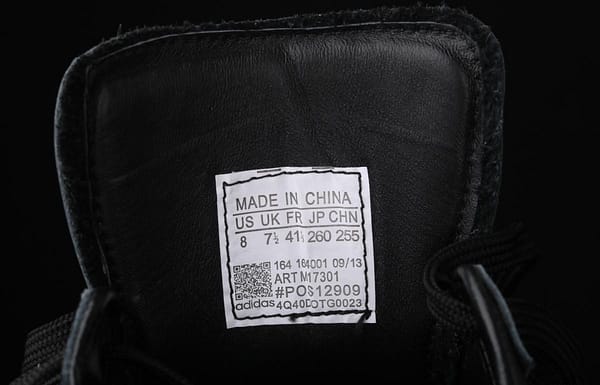 MADE IN CHINA
US UK FR JP CHN
8 7½ 41⅓ 260 255
164 164001 09/13
ART M17301
#PO812909
adidas 4Q40DOTG0023